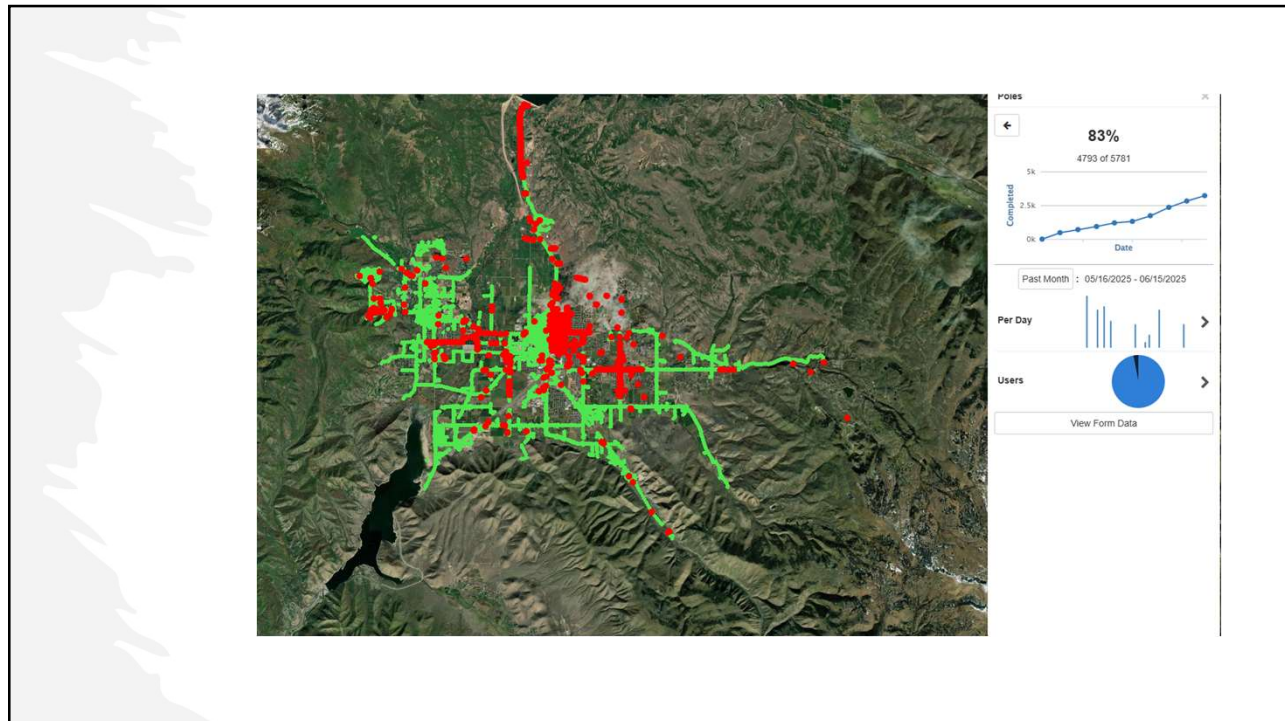 Poles
83%
4793 of 5781
5k
2.5k
0k
Completed
Date
Past Month : 05/16/2025 - 06/15/2025
Per Day
Users
View Form Data